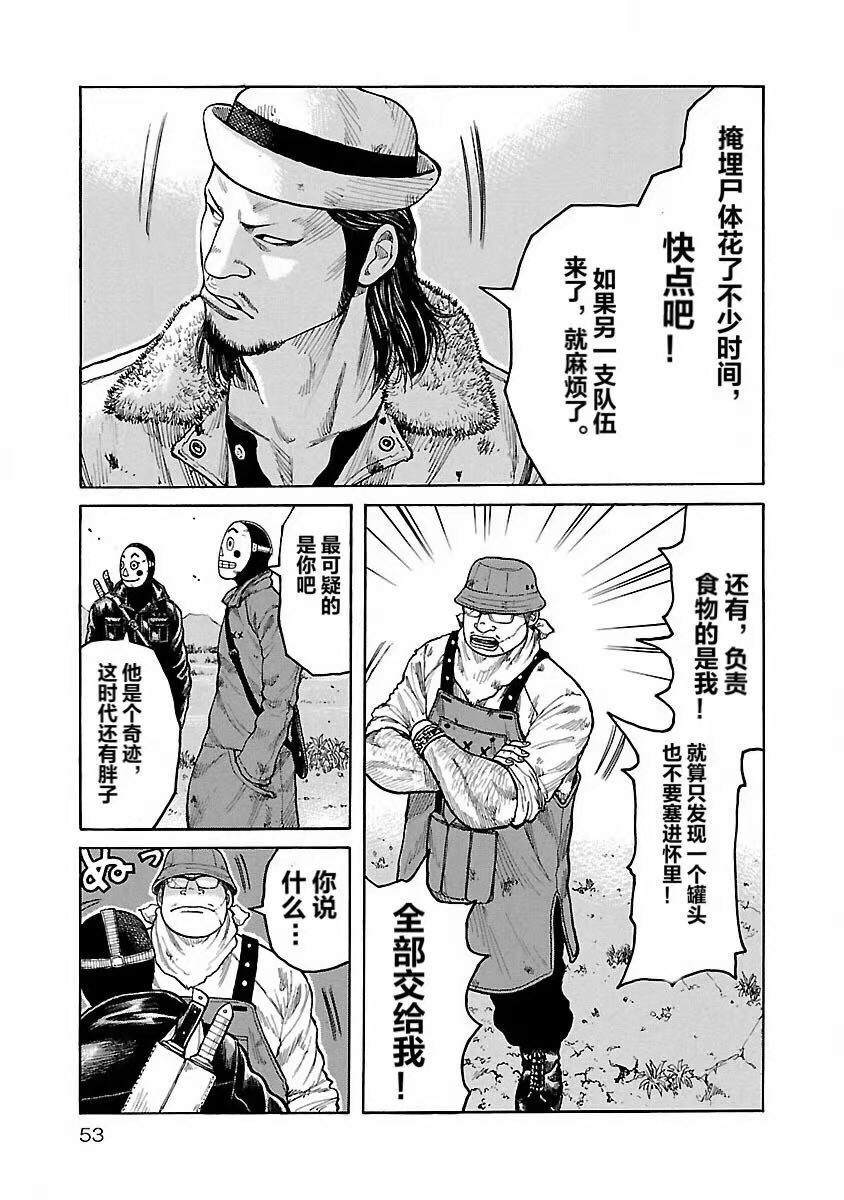 掩埋尸体花了不少时间，
快点吧！
如果另一支队伍
来了，就麻烦了。
还有，负责
食物的是我！
就算只发现一个罐头
也不要塞进怀里！
全部交给我！
最可疑的
是你吧
他是个奇迹，
这时代还有胖子
ぬっ
你说
什么…
53